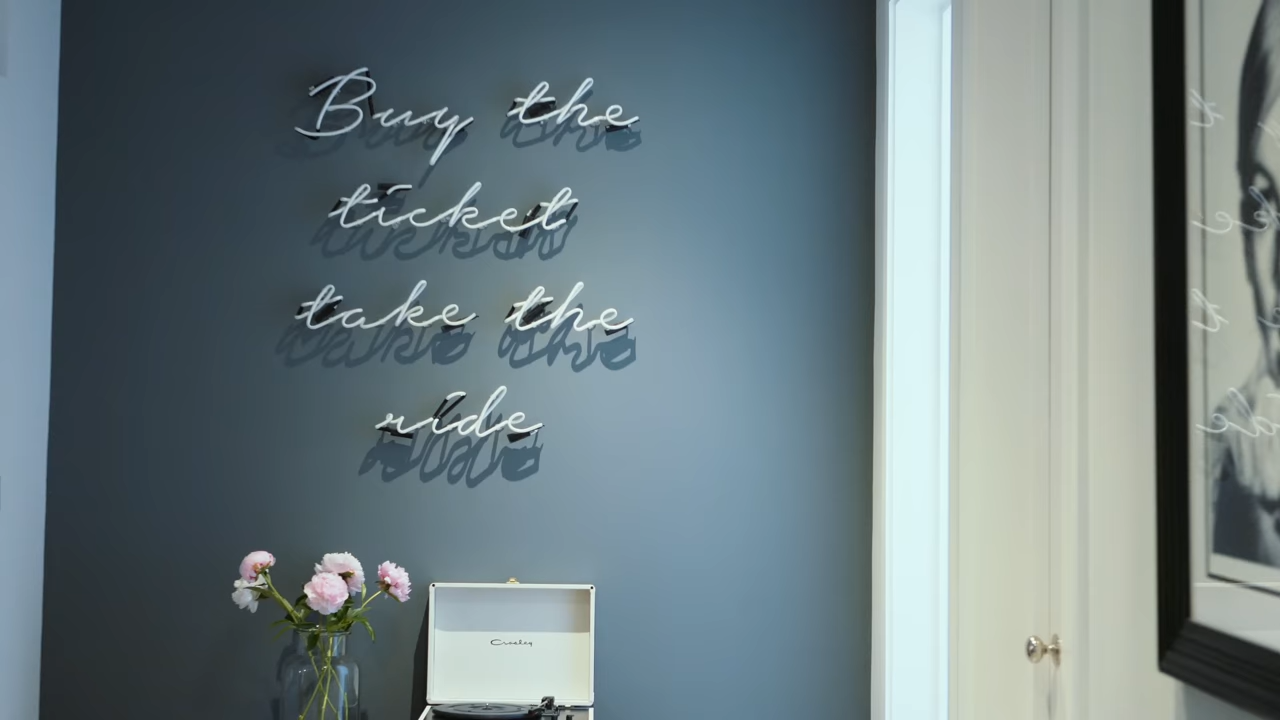 Buy the
ticket
take the
ride
Crosley